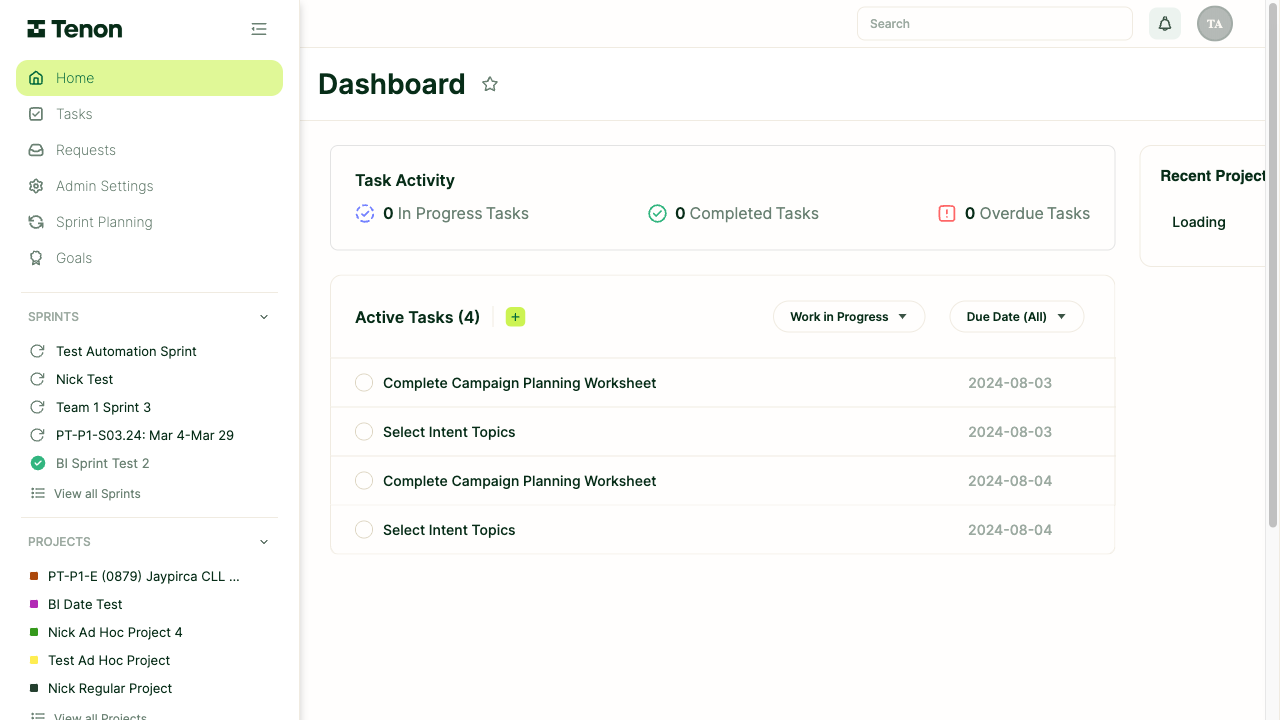 Tenon
Home
Tasks
Requests
Admin Settings
Sprint Planning
Goals
SPRINTS
Test Automation Sprint
Nick Test
Team 1 Sprint 3
PT-P1-S03.24: Mar 4-Mar 29
BI Sprint Test 2
View all Sprints
PROJECTS
PT-P1-E (0879) Jaypirca CLL ...
BI Date Test
Nick Ad Hoc Project 4
Test Ad Hoc Project
Nick Regular Project
View all Projects
Search
TA
Dashboard
Task Activity
0 In Progress Tasks
0 Completed Tasks
0 Overdue Tasks
Active Tasks (4)
Work in Progress
Due Date (All)
Complete Campaign Planning Worksheet 2024-08-03
Select Intent Topics 2024-08-03
Complete Campaign Planning Worksheet 2024-08-04
Select Intent Topics 2024-08-04
Recent Project
Loading